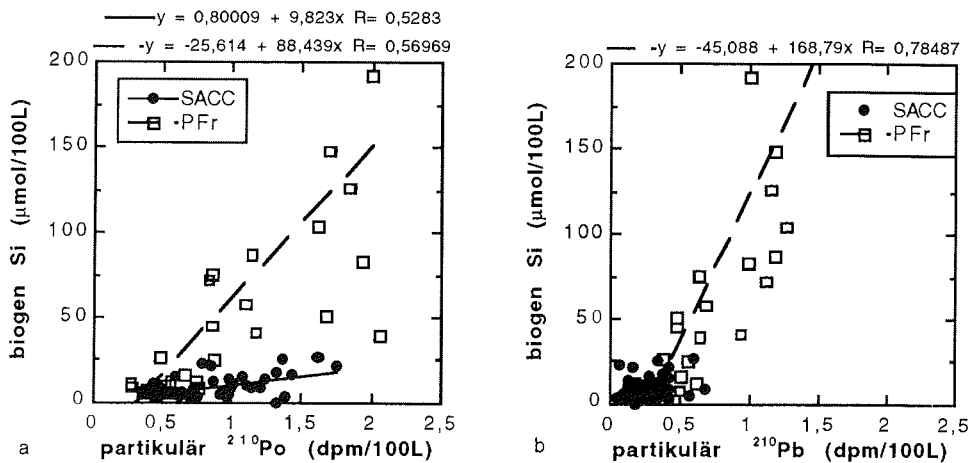 y = 0,80009 + 9,823x R= 0,5283
-y = -25,614 + 88,439x R= 0,56969
200
150
100
50
0
biogen Si (µmol/100L)
SACC
-PFr
0 0,5 1 1,5 2 2,5
a partikulär 210Po (dpm/100L)
-y = -45,088 + 168,79x R= 0,78487
200
150
100
50
0
biogen Si (µmol/100L)
SACC
-PFr
0 0,5 1 1,5 2 2,5
b partikulär 210Pb (dpm/100L)